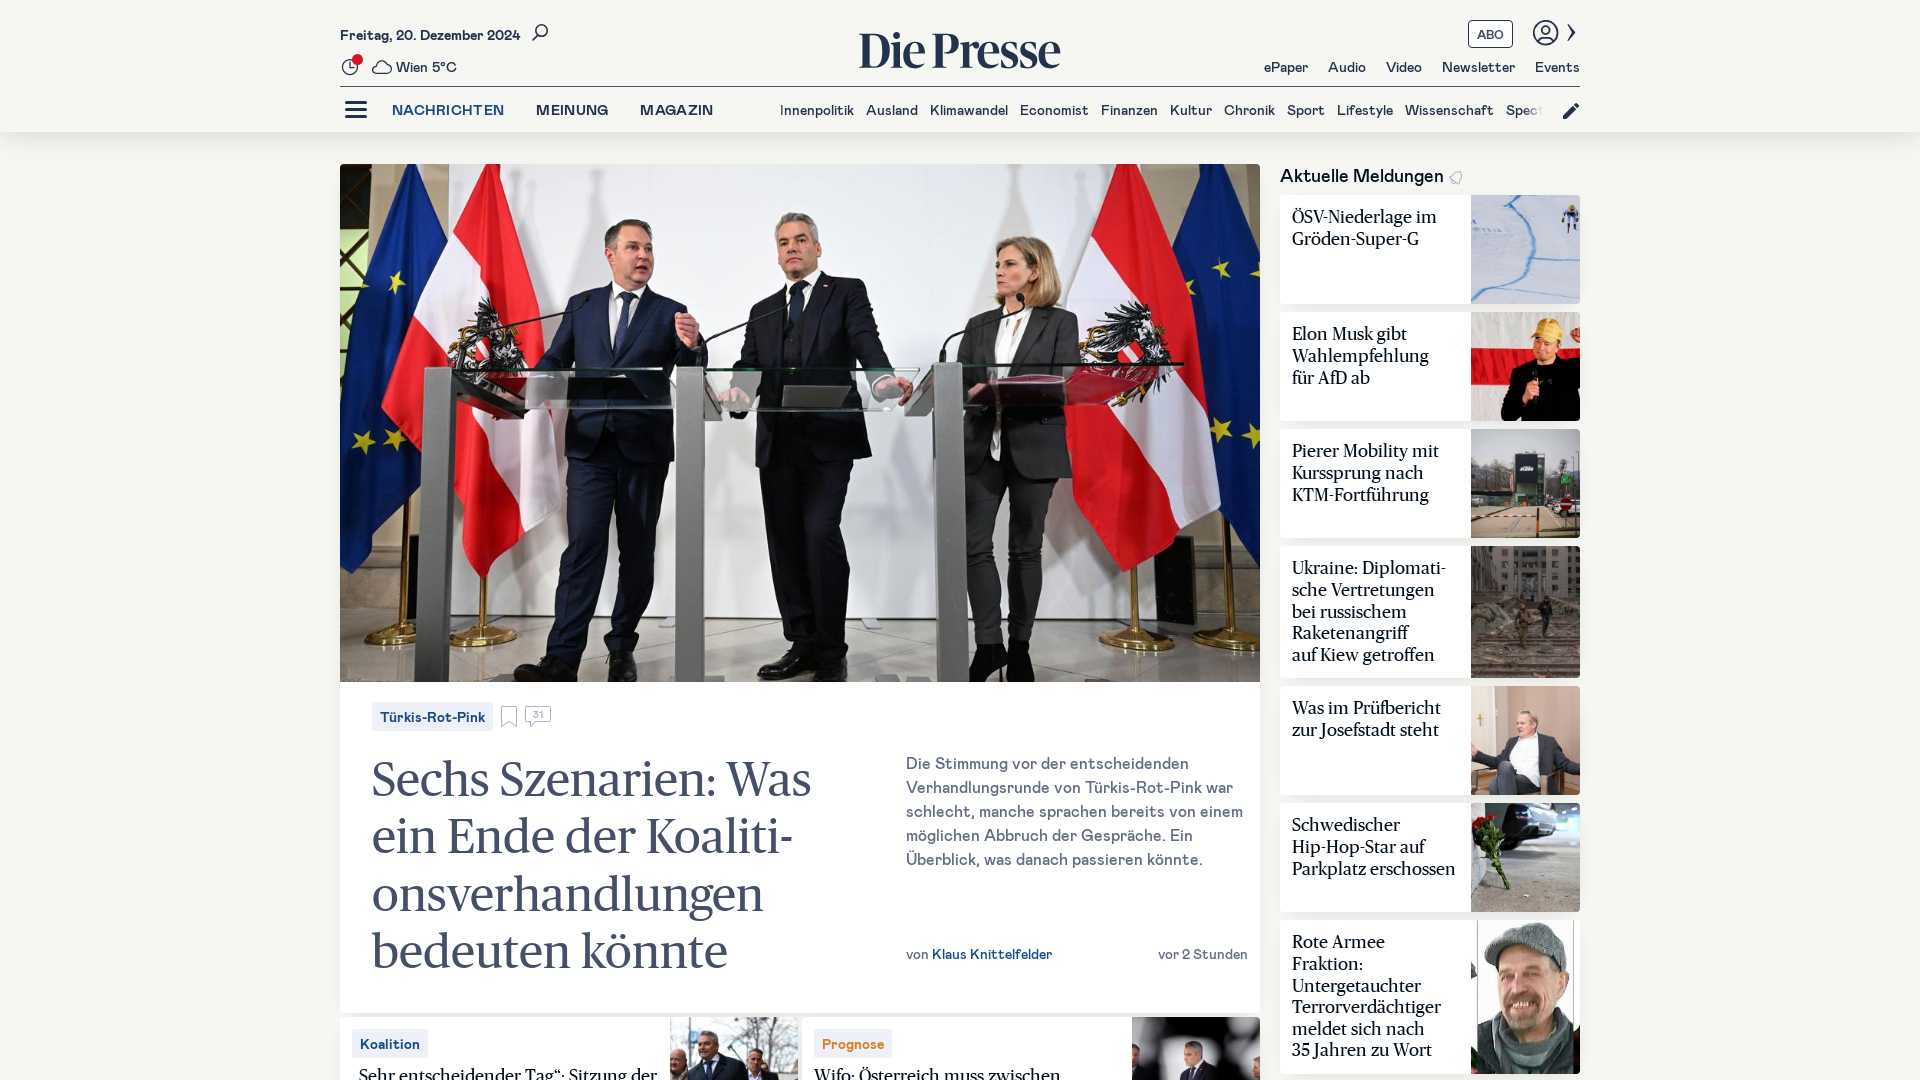 Freitag, 20. Dezember 2024
Wien 5°C
Die Presse
ABO
ePaper Audio Video Newsletter Events
NACHRICHTEN MEINUNG MAGAZIN
Innenpolitik Ausland Klimawandel Economist Finanzen Kultur Chronik Sport Lifestyle Wissenschaft Spect
Türkis-Rot-Pink
31
Sechs Szenarien: Was
ein Ende der Koaliti-
onsverhandlungen
bedeuten könnte
Die Stimmung vor der entscheidenden
Verhandlungsrunde von Türkis-Rot-Pink war
schlecht, manche sprachen bereits von einem
möglichen Abbruch der Gespräche. Ein
Überblick, was danach passieren könnte.
von Klaus Knittelfelder
vor 2 Stunden
Koalition
„Sehr entscheidender Tag“: Sitzung der
Prognose
Wifo: Österreich muss zwischen
Aktuelle Meldungen
ÖSV-Niederlage im
Gröden-Super-G
Elon Musk gibt
Wahlempfehlung
für AfD ab
Pierer Mobility mit
Kurssprung nach
KTM-Fortführung
Ukraine: Diplomati-
sche Vertretungen
bei russischem
Raketenangriff
auf Kiew getroffen
Was im Prüfbericht
zur Josefstadt steht
Schwedischer
Hip-Hop-Star auf
Parkplatz erschossen
Rote Armee
Fraktion:
Untergetauchter
Terrorverdächtiger
meldet sich nach
35 Jahren zu Wort